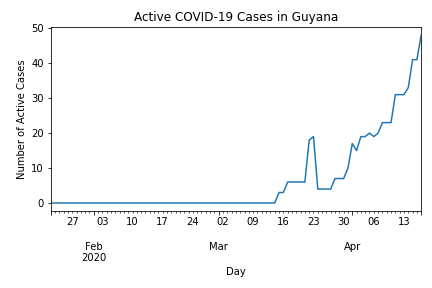 Active COVID-19 Cases in Guyana
Number of Active Cases
50
40
30
20
10
0
27 03 10 17 24 02 09 16 23 30 06 13
Feb Mar Apr
2020
Day